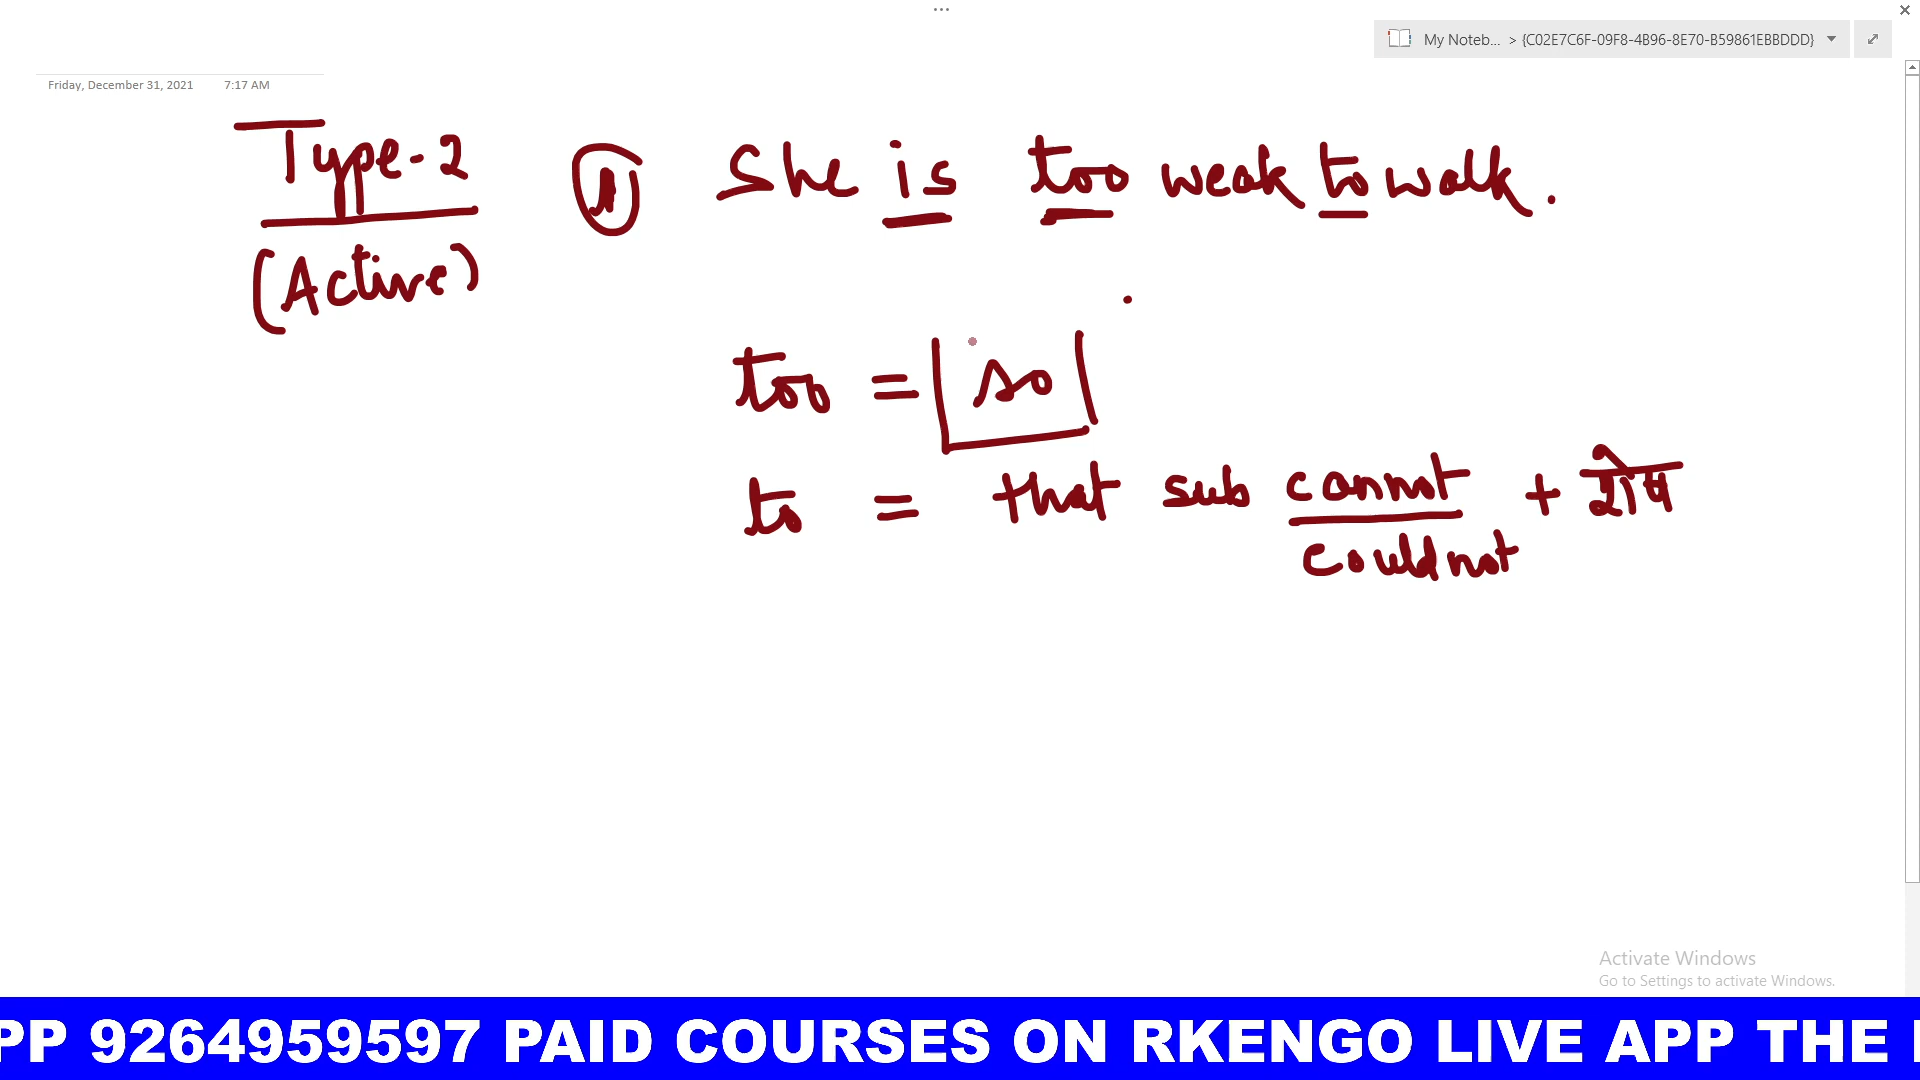 ...
My Noteb... > {C02E7C6F-09F8-4B96-8E70-B59861EBBDDD}
Friday, December 31, 2021 7:17 AM
Type-2 1 She is too weak to walk.
(Active)
too = so
to = that sub cannot + शेष
could not
Activate Windows
Go to Settings to activate Windows.
PP 9264959597 PAID COURSES ON RKENGO LIVE APP THE